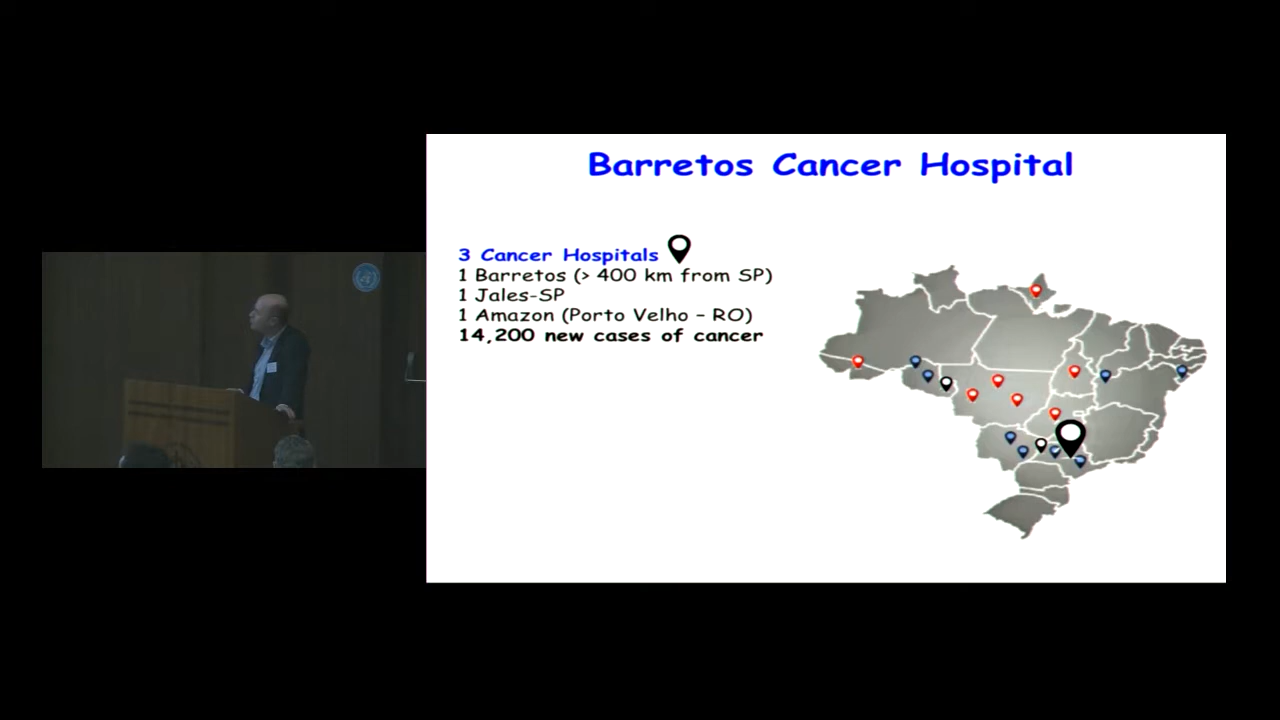 Barretos Cancer Hospital
3 Cancer Hospitals
1 Barretos (> 400 km from SP)
1 Jales-SP
1 Amazon (Porto Velho – RO)
14,200 new cases of cancer